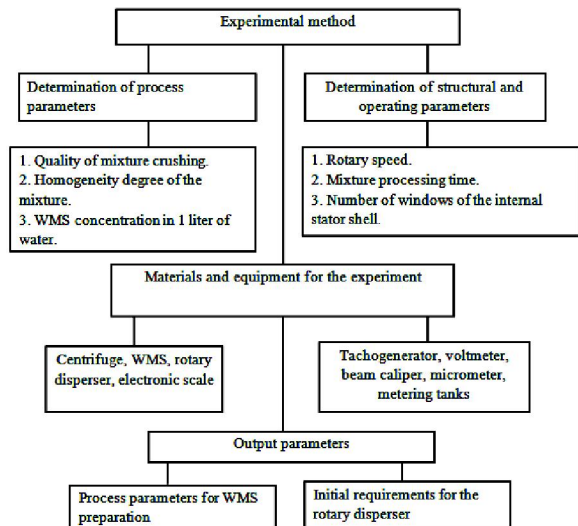 Experimental method
Determination of process
parameters
Determination of structural and
operating parameters
1. Quality of mixture crushing.
2. Homogeneity degree of the
mixture.
3. WMS concentration in 1 liter of
water.
1. Rotary speed.
2. Mixture processing time.
3. Number of windows of the internal
stator shell.
Materials and equipment for the experiment
Centrifuge, WMS, rotary
disperser, electronic scale
Tachogenerator, voltmeter,
beam caliper, micrometer,
metering tanks
Output parameters
Process parameters for WMS
preparation
Initial requirements for the
rotary disperser